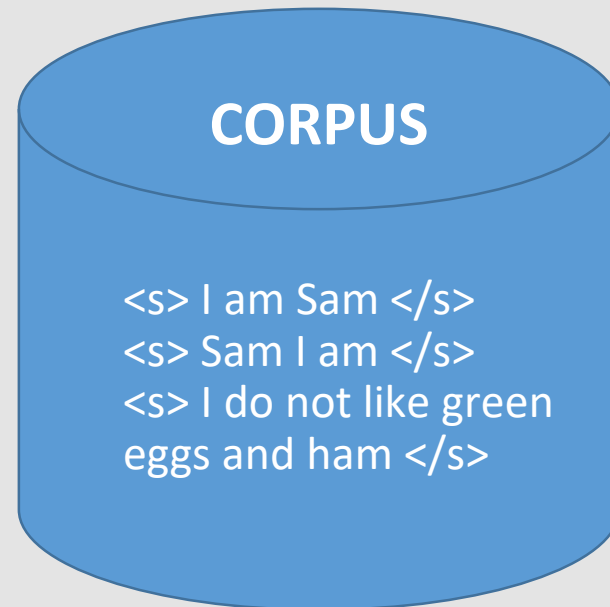 CORPUS
<s> I am Sam </s>
<s> Sam I am </s>
<s> I do not like green
eggs and ham </s>